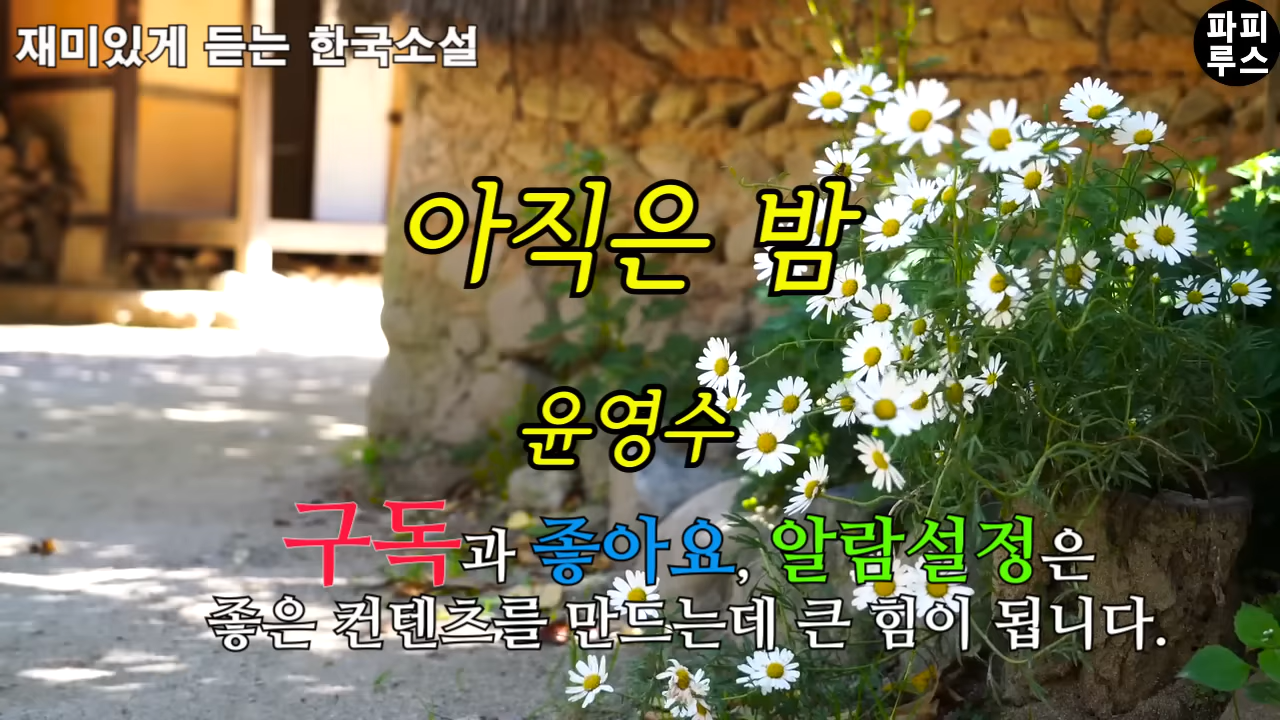 재미있게 듣는 한국소설
파피
루스
아직은 밤
윤영수
구독과 좋아요, 알람설정은
좋은 컨텐츠를 만드는데 큰 힘이 됩니다.